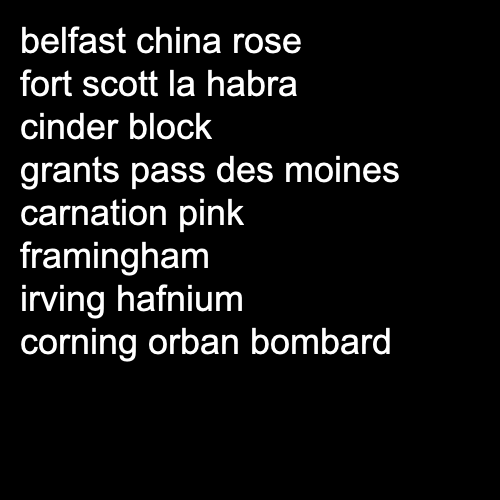 belfast china rose
fort scott la habra
cinder block
grants pass des moines
carnation pink
framingham
irving hafnium
corning orban bombard